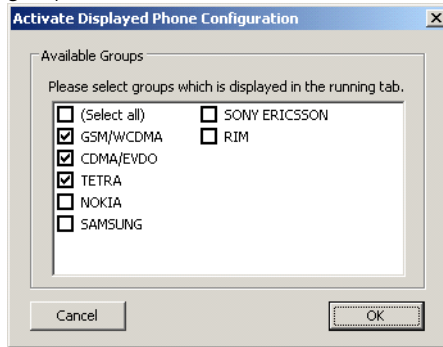 Activate Displayed Phone Configuration
Available Groups
Please select groups which is displayed in the running tab.
(Select all)
GSM/WCDMA
CDMA/EVDO
TETRA
NOKIA
SAMSUNG
SONY ERICSSON
RIM
Cancel
OK